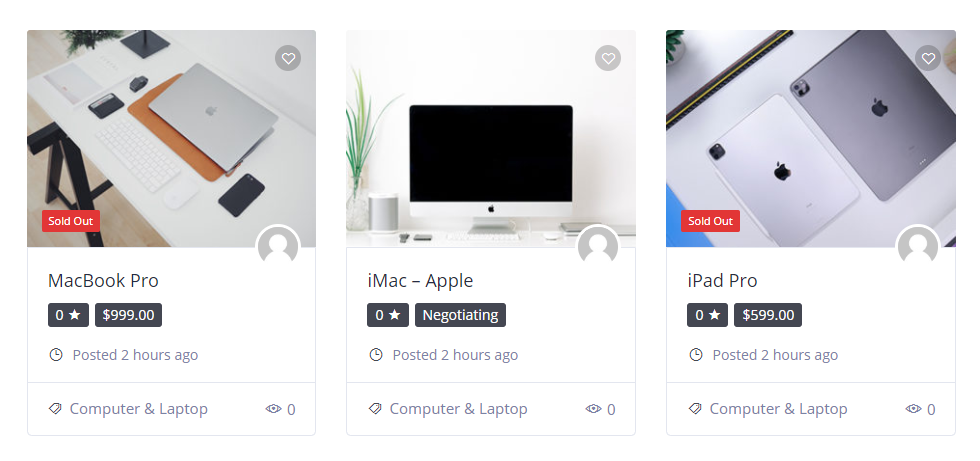 Sold Out
MacBook Pro
0 ★ $999.00
Posted 2 hours ago
Computer & Laptop 0
iMac – Apple
0 ★ Negotiating
Posted 2 hours ago
Computer & Laptop 0
Sold Out
iPad Pro
0 ★ $599.00
Posted 2 hours ago
Computer & Laptop 0